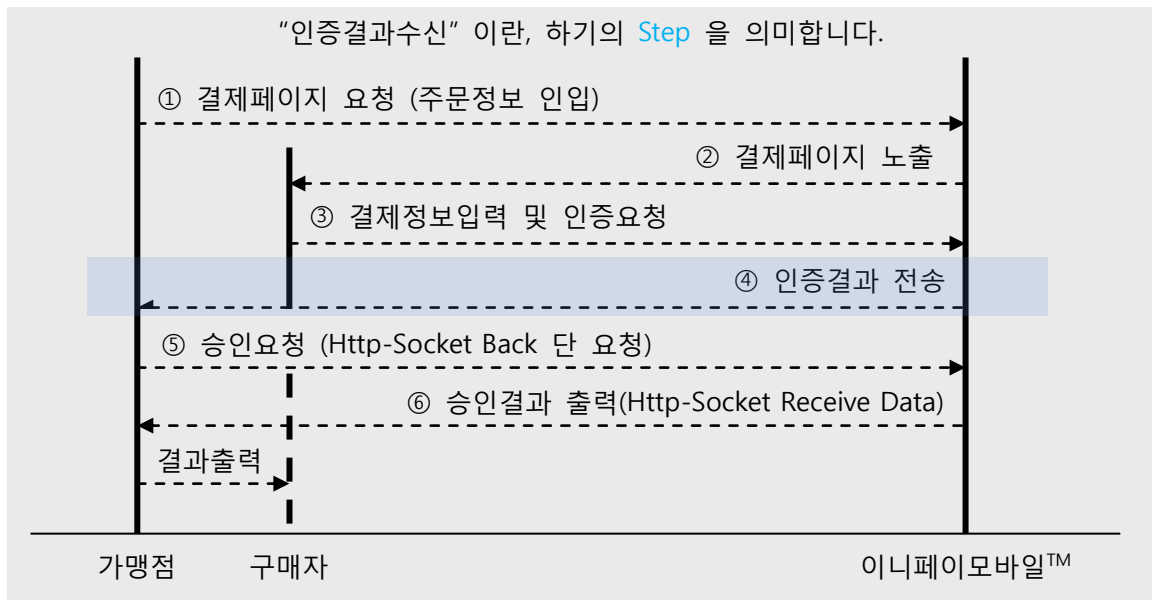 “인증결과수신” 이란, 하기의 Step 을 의미합니다.
① 결제페이지 요청 (주문정보 인입)
② 결제페이지 노출
③ 결제정보입력 및 인증요청
④ 인증결과 전송
⑤ 승인요청 (Http-Socket Back 단 요청)
⑥ 승인결과 출력(Http-Socket Receive Data)
결과출력
가맹점 구매자 이니페이모바일™